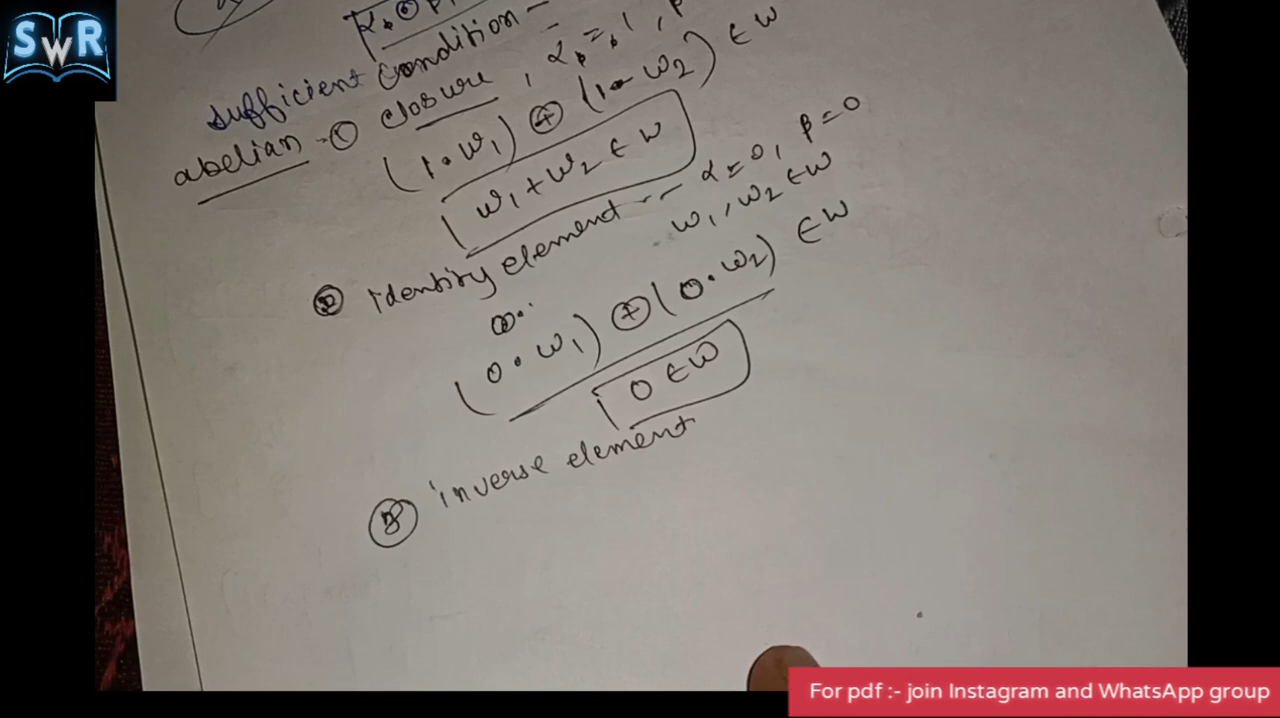 SWR
sufficient condition -
abelian - ① closure, α = 1, β
(1·w₁) ⊕ (1·w₂) ∈ W
w₁ + w₂ ∈ W
② identity element -- α = 0, β = 0
w₁, w₂ ∈ W
(0·w₁) ⊕ (0·w₂) ∈ W
0 ∈ W
③ inverse element
For pdf :- join Instagram and WhatsApp group